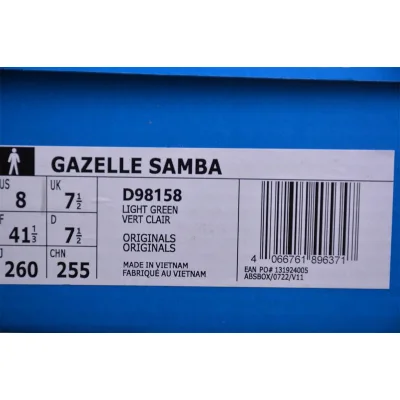 GAZELLE SAMBA
US 8 UK 7½
F 41⅓ D 7½
J 260 CHN 255
D98158
LIGHT GREEN
VERT CLAIR
ORIGINALS
ORIGINALS
MADE IN VIETNAM
FABRIQUÉ AU VIETNAM
4 066761 896371
EAN PO# 131924005
ABSBOX/0722/V11